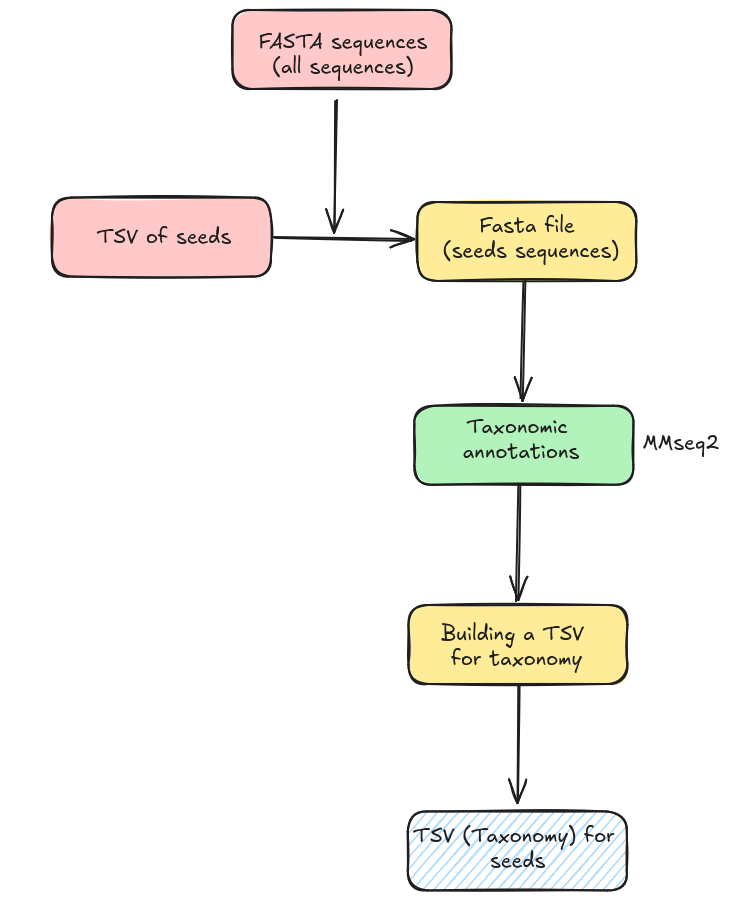 FASTA sequences
(all sequences)
TSV of seeds
Fasta file
(seeds sequences)
Taxonomic
annotations
MMseq2
Building a TSV
for taxonomy
TSV (Taxonomy) for
seeds